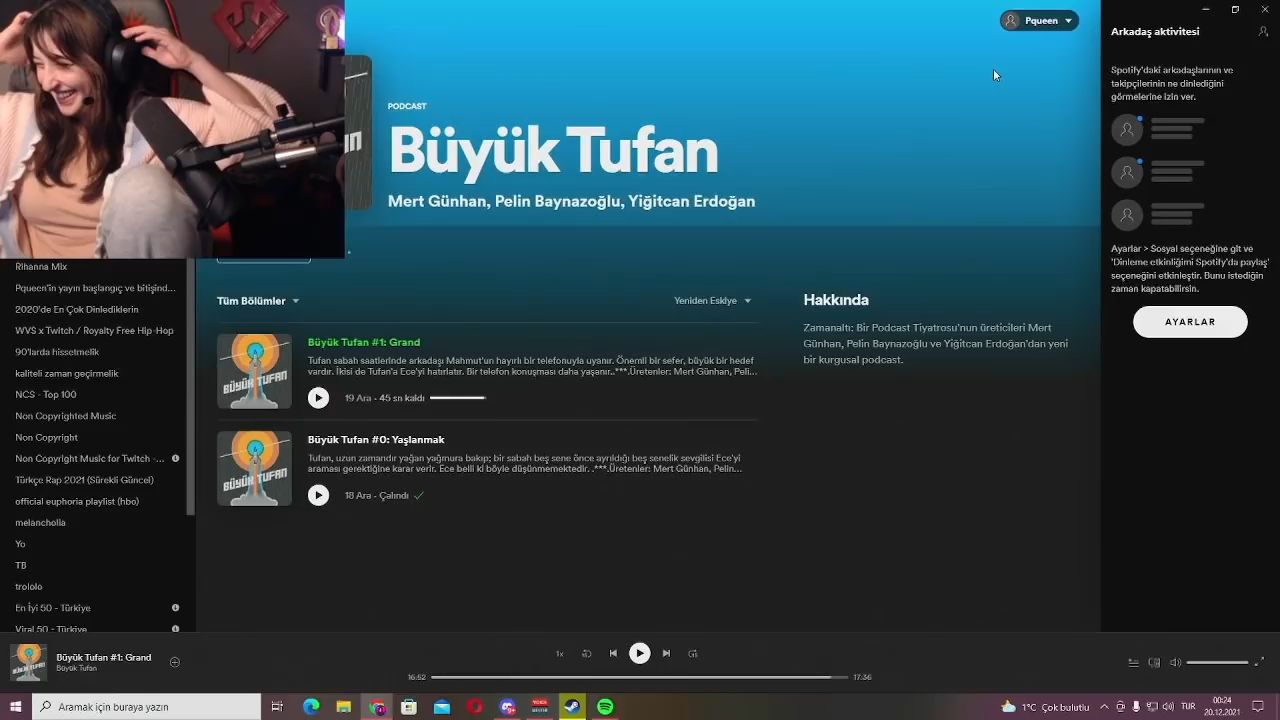 Pqueen
Arkadaş aktivitesi
Spotify'daki arkadaşlarının ve
takipçilerinin ne dinlediğini
görmelerine izin ver.
Ayarlar > Sosyal seçeneğine git ve
'Dinleme etkinliğimi Spotify'da paylaş'
seçeneğini etkinleştir. Bunu istediğin
zaman kapatabilirsin.
AYARLAR
PODCAST
Büyük Tufan
Mert Günhan, Pelin Baynazoğlu, Yiğitcan Erdoğan
Rihanna Mix
Pqueen'in yayın başlangıç ve bitişind...
2020'de En Çok Dinlediklerin
WVS x Twitch / Royalty Free Hip-Hop
90'larda hissetmelik
kaliteli zaman geçirmelik
NCS - Top 100
Non Copyrighted Music
Non Copyright
Non Copyright Music for Twitch -...
Türkçe Rap 2021 (Sürekli Güncel)
official euphoria playlist (hbo)
melancholia
Yo
TB
trololo
En İyi 50 - Türkiye
Viral 50 - Türkiye
Tüm Bölümler
Yeniden Eskiye
Büyük Tufan #1: Grand
Tufan sabah saatlerinde arkadaşı Mahmut'un hayırlı bir telefonuyla uyanır. Önemli bir sefer, büyük bir hedef
vardır. İkisi de Tufan'a Ece'yi hatırlatır. Bir telefon konuşması daha yaşanır..***.Üretenler: Mert Günhan, Peli...
19 Ara - 45 sn kaldı
BÜYÜK TUFAN
Büyük Tufan #0: Yaşlanmak
Tufan, uzun zamandır yağan yağmura bakıp; bir sabah beş sene önce ayrıldığı beş senelik sevgilisi Ece'yi
araması gerektiğine karar verir. Ece belli ki böyle düşünmemektedir. .***.Üretenler: Mert Günhan, Pelin...
18 Ara - Çalındı
BÜYÜK TUFAN
Hakkında
Zamanaltı: Bir Podcast Tiyatrosu'nun üreticileri Mert
Günhan, Pelin Baynazoğlu ve Yiğitcan Erdoğan'dan yeni
bir kurgusal podcast.
Büyük Tufan #1: Grand
Büyük Tufan
1x
16:52
17:36
Aramak için buraya yazın
1°C Çok bulutlu
TUR
00:24
20.12.2021